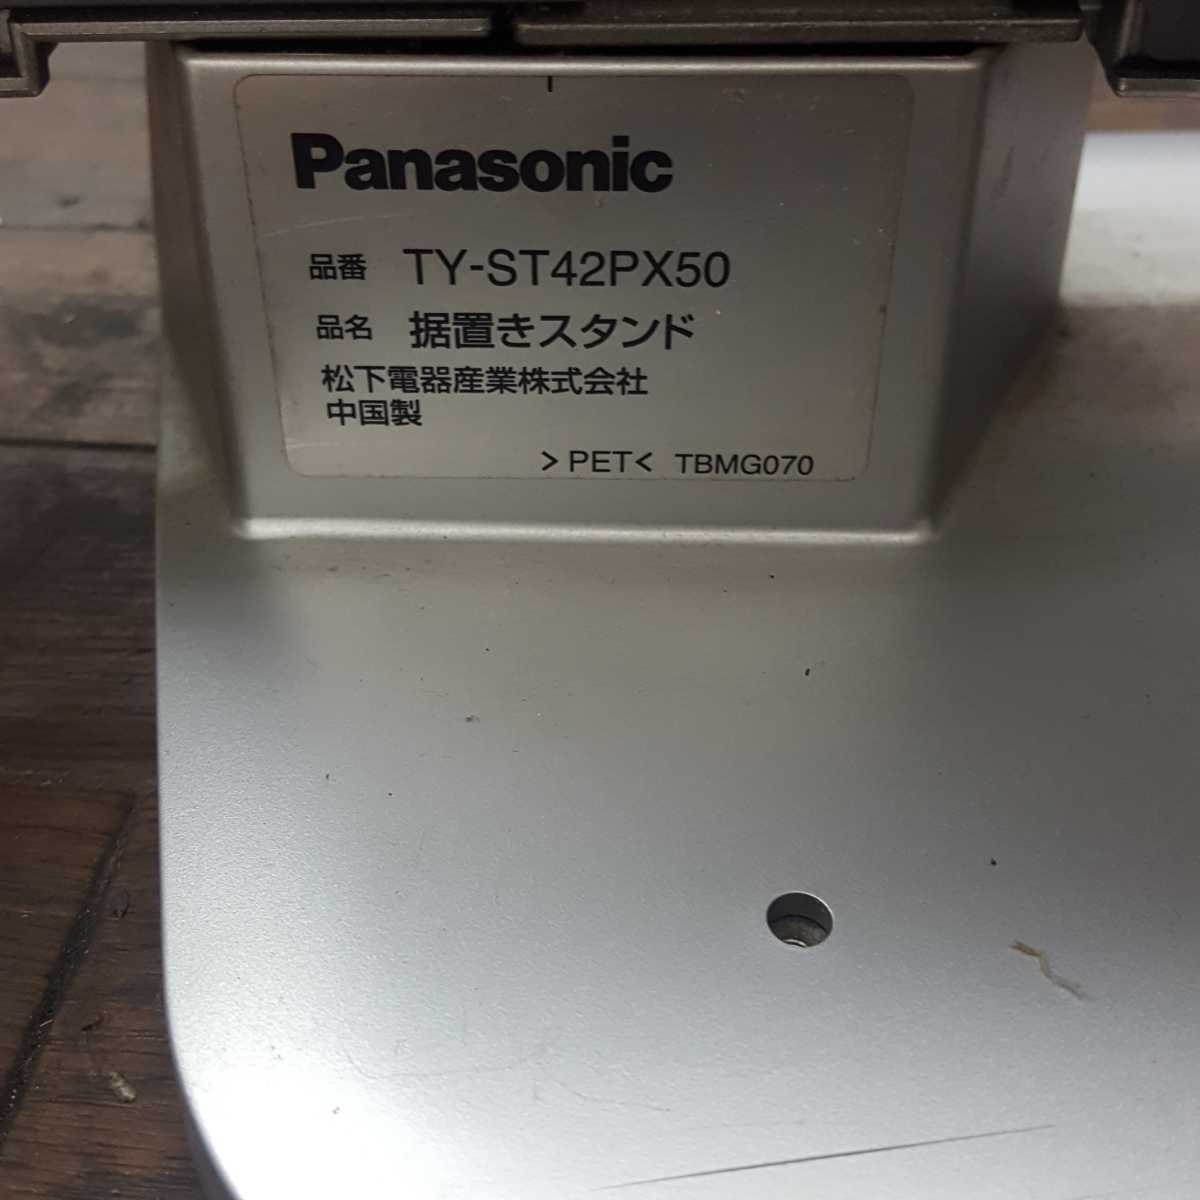 Panasonic
品番 TY-ST42PX50
品名 据置きスタンド
松下電器産業株式会社
中国製
>PET< TBMG070